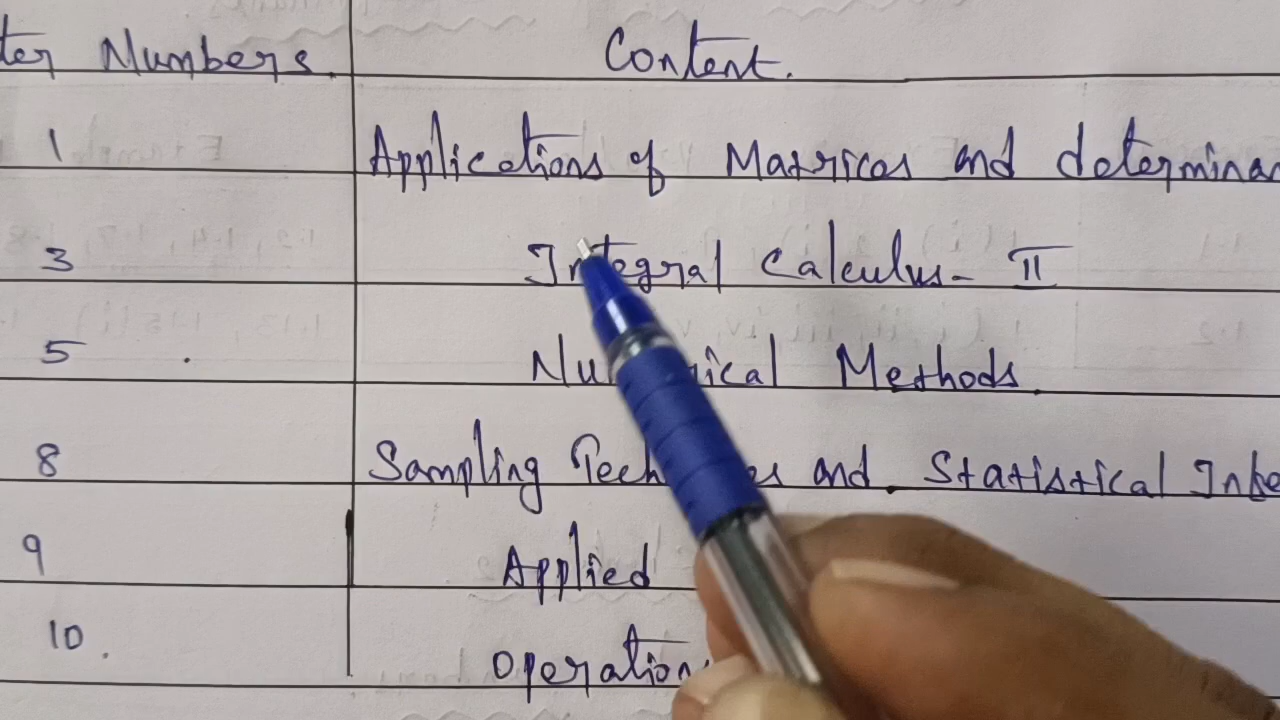 Numbers. Content.
1 Applications of Matrices and
3 Integral Calculus - II
5 Methods.
8 Sampling and Statistical
9 Applied
10.